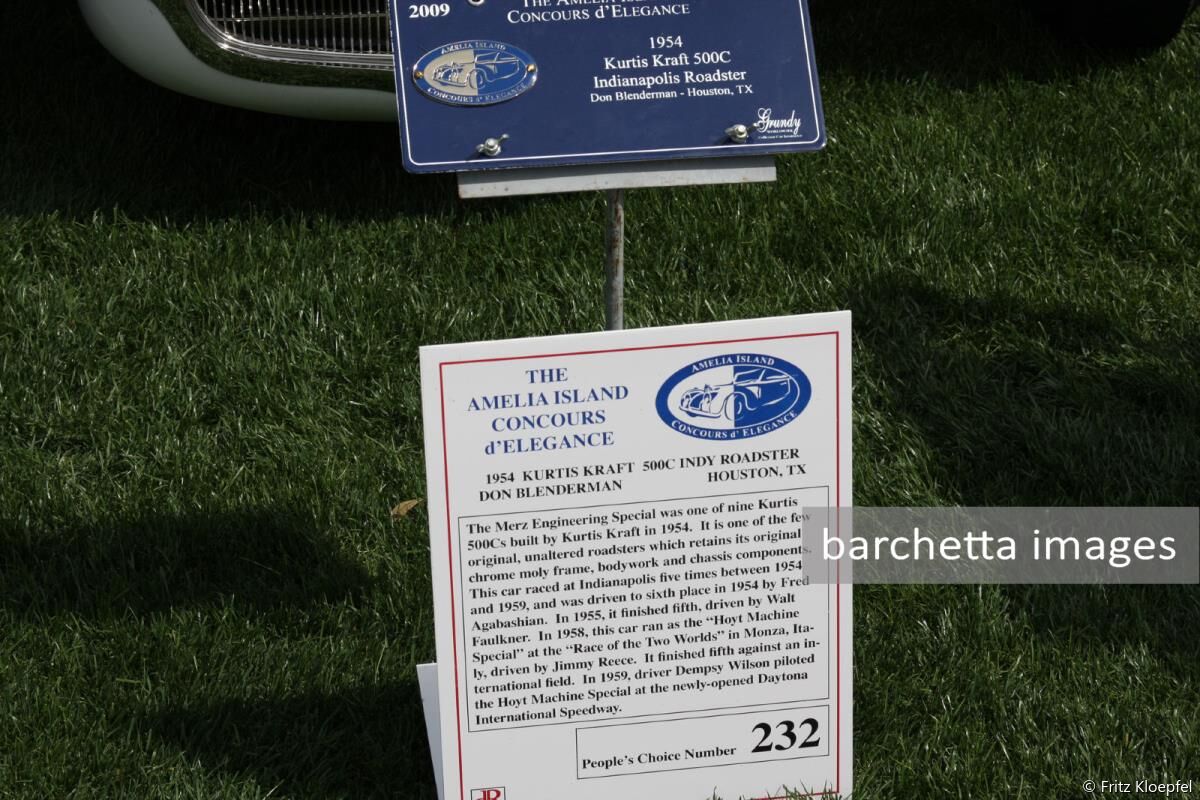 2009
THE AMELIA ISLAND
CONCOURS d'ELEGANCE
AMELIA ISLAND
CONCOURS d' ELEGANCE
1954
Kurtis Kraft 500C
Indianapolis Roadster
Don Blenderman - Houston, TX
Grundy
WORLDWIDE
Collector Car Insurance
THE
AMELIA ISLAND
CONCOURS
d'ELEGANCE
AMELIA ISLAND
CONCOURS d' ELEGANCE
1954 KURTIS KRAFT 500C INDY ROADSTER
DON BLENDERMAN HOUSTON, TX
The Merz Engineering Special was one of nine Kurtis
500Cs built by Kurtis Kraft in 1954. It is one of the few
original, unaltered roadsters which retains its original
chrome moly frame, bodywork and chassis components.
This car raced at Indianapolis five times between 1954
and 1959, and was driven to sixth place in 1954 by Fred
Agabashian. In 1955, it finished fifth, driven by Walt
Faulkner. In 1958, this car ran as the “Hoyt Machine
Special” at the “Race of the Two Worlds” in Monza, Ita-
ly, driven by Jimmy Reece. It finished fifth against an in-
ternational field. In 1959, driver Dempsy Wilson piloted
the Hoyt Machine Special at the newly-opened Daytona
International Speedway.
People's Choice Number 232
barchetta images
© Fritz Kloepfel